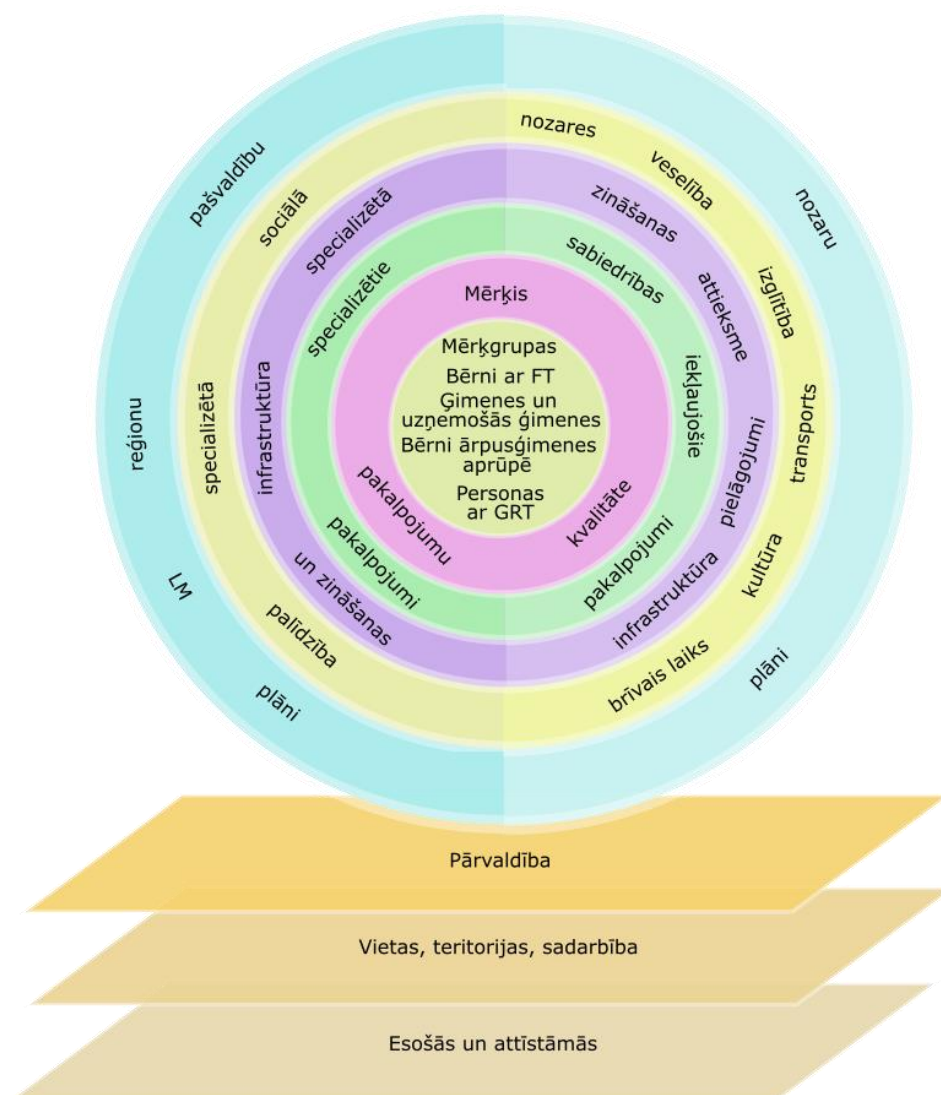 pašvaldību
reģionu
LM
plāni
nozaru
plāni
sociālā
specializētā
palīdzība
nozares
veselība
izglītība
transports
kultūra
brīvais laiks
specializētā
infrastruktūra
un zināšanas
zināšanas
attieksme
pielāgojumi
infrastruktūra
specializētie
pakalpojumi
sabiedrības
iekļaujošie
pakalpojumi
Mērķis
pakalpojumu
kvalitāte
Mērķgrupas
Bērni ar FT
Ģimenes un
uzņemošās ģimenes
Bērni ārpusģimenes
aprūpē
Personas
ar GRT
Pārvaldība
Vietas, teritorijas, sadarbība
Esošās un attīstāmās